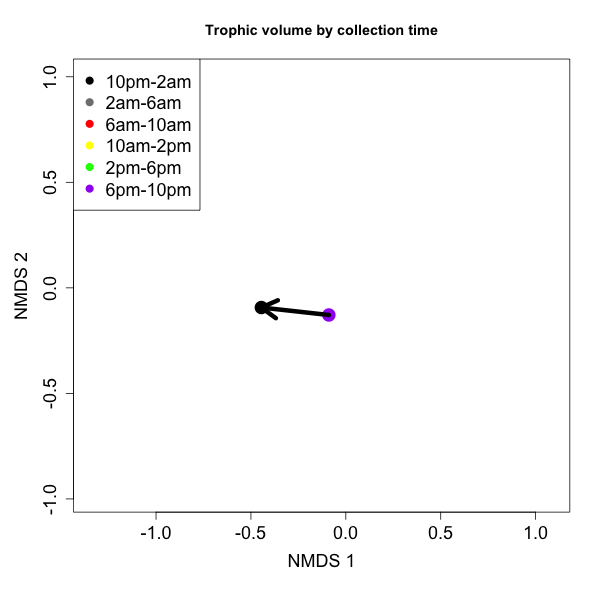 Trophic volume by collection time
10pm-2am
2am-6am
6am-10am
10am-2pm
2pm-6pm
6pm-10pm
1.0
0.5
0.0
-0.5
-1.0
NMDS 2
-1.0 -0.5 0.0 0.5 1.0
NMDS 1